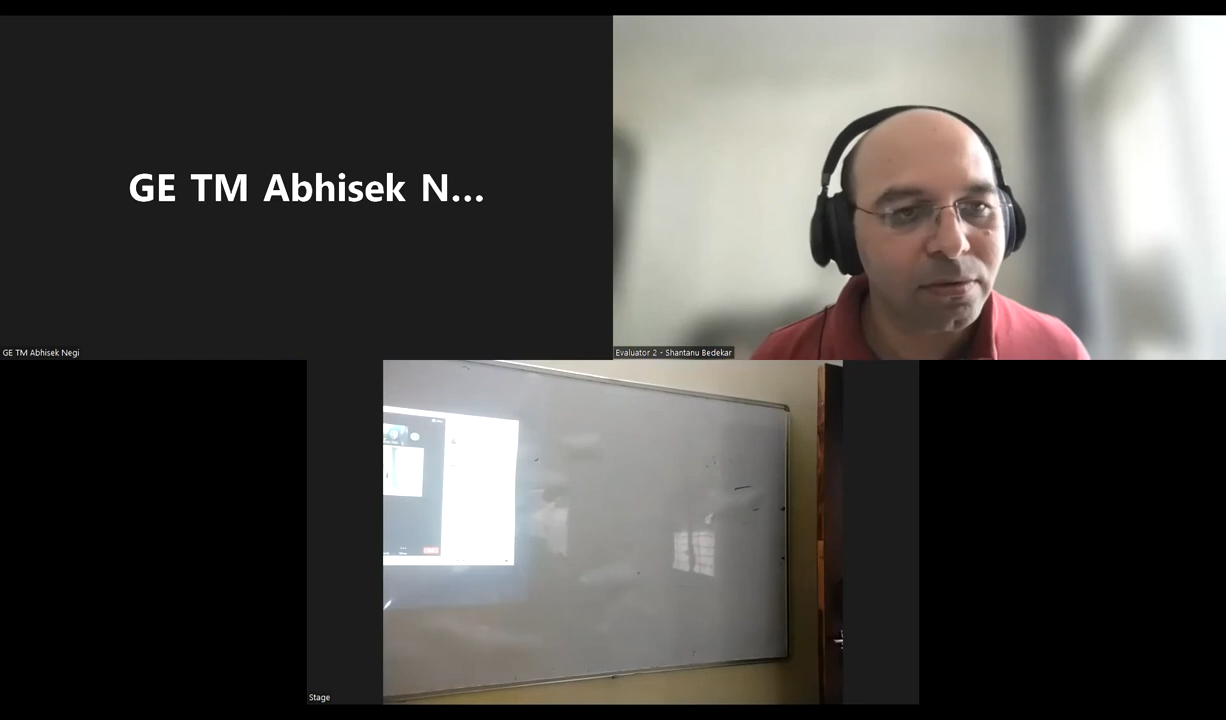 GE TM Abhisek N...
GE TM Abhisek Negi
Evaluator 2 - Shantanu Bedekar
Stage